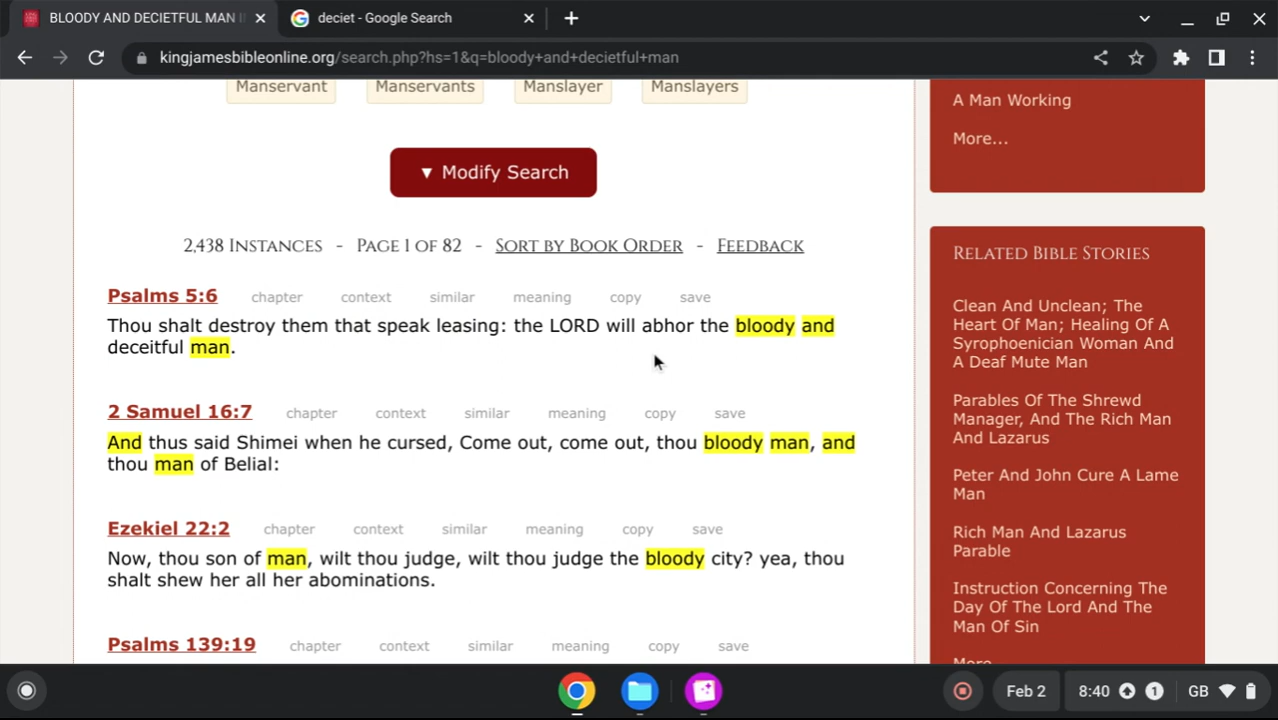 BLOODY AND DECIETFUL MAN I
deciet - Google Search
kingjamesbibleonline.org/search.php?hs=1&q=bloody+and+decietful+man
Manservant Manservants Manslayer Manslayers
▼ Modify Search
2,438 Instances - Page 1 of 82 - Sort by Book Order - Feedback
Psalms 5:6 chapter context similar meaning copy save
Thou shalt destroy them that speak leasing: the LORD will abhor the bloody and
deceitful man.
2 Samuel 16:7 chapter context similar meaning copy save
And thus said Shimei when he cursed, Come out, come out, thou bloody man, and
thou man of Belial:
Ezekiel 22:2 chapter context similar meaning copy save
Now, thou son of man, wilt thou judge, wilt thou judge the bloody city? yea, thou
shalt shew her all her abominations.
Psalms 139:19 chapter context similar meaning copy save
A Man Working
More...
Related Bible Stories
Clean And Unclean; The
Heart Of Man; Healing Of A
Syrophoenician Woman And
A Deaf Mute Man
Parables Of The Shrewd
Manager, And The Rich Man
And Lazarus
Peter And John Cure A Lame
Man
Rich Man And Lazarus
Parable
Instruction Concerning The
Day Of The Lord And The
Man Of Sin
More
Feb 2 8:40 1 GB